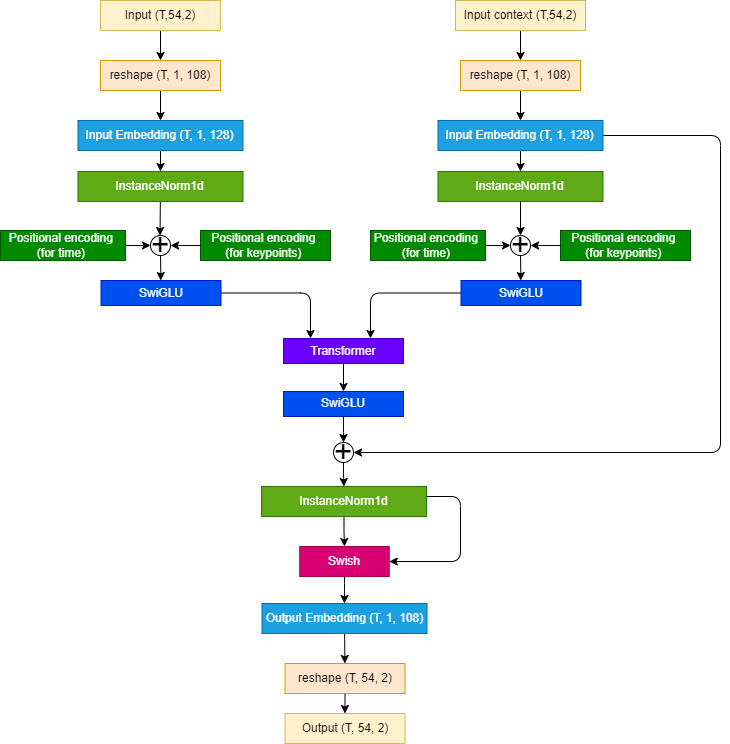 Input (T,54,2)
Input context (T,54,2)
reshape (T, 1, 108)
reshape (T, 1, 108)
Input Embedding (T, 1, 128)
Input Embedding (T, 1, 128)
InstanceNorm1d
InstanceNorm1d
Positional encoding
(for time)
Positional encoding
(for keypoints)
Positional encoding
(for time)
Positional encoding
(for keypoints)
SwiGLU
SwiGLU
Transformer
SwiGLU
InstanceNorm1d
Swish
Output Embedding (T, 1, 108)
reshape (T, 54, 2)
Output (T, 54, 2)